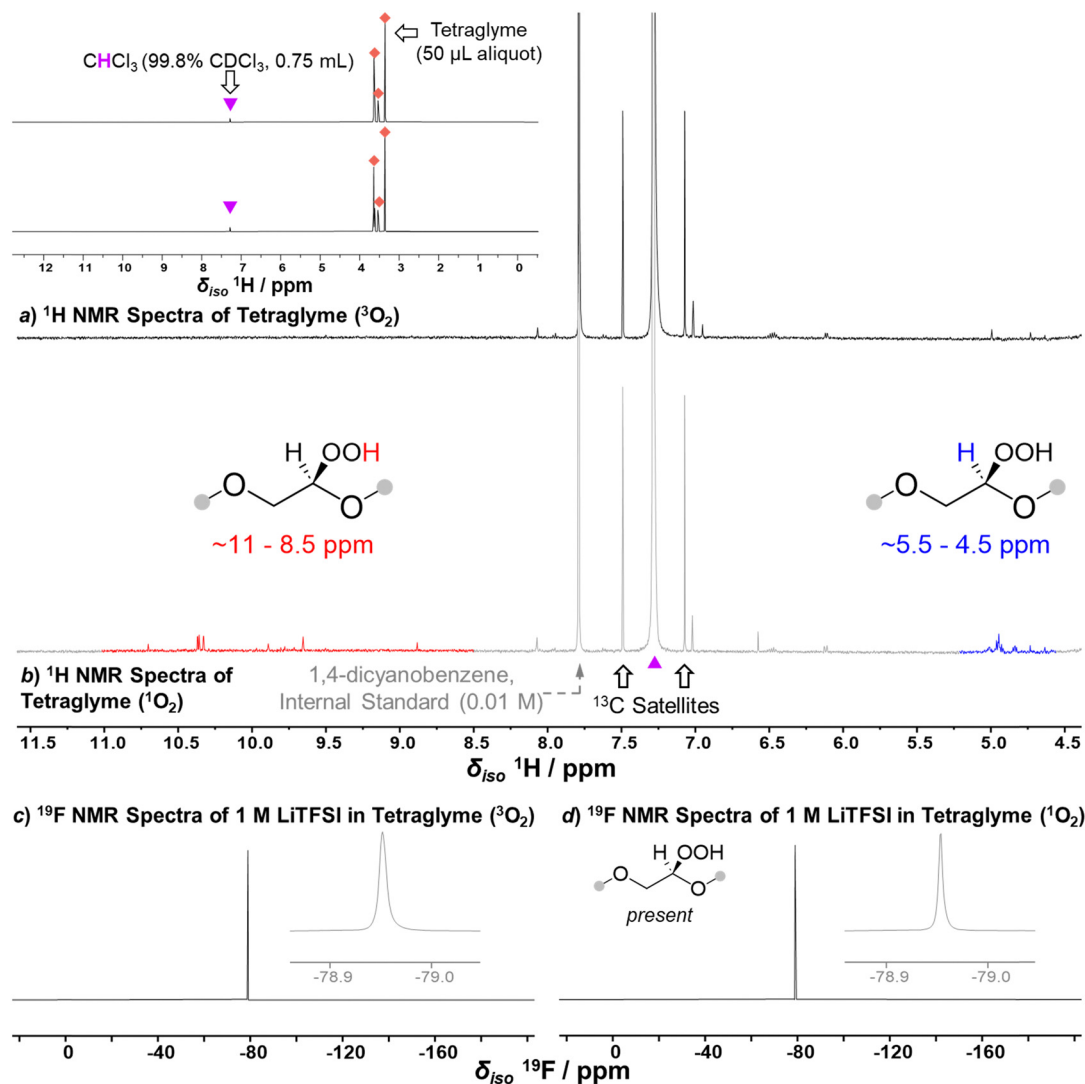 Tetraglyme
(50 µL aliquot)
CHCl3 (99.8% CDCl3, 0.75 mL)
12 11 10 9 8 7 6 5 4 3 2 1 0
δiso ¹H / ppm
a) ¹H NMR Spectra of Tetraglyme (³O2)
H OOH
O
O
~11 - 8.5 ppm
H OOH
O
O
~5.5 - 4.5 ppm
b) ¹H NMR Spectra of
Tetraglyme (¹O2)
1,4-dicyanobenzene,
Internal Standard (0.01 M)
¹³C Satellites
11.5 11.0 10.5 10.0 9.5 9.0 8.5 8.0 7.5 7.0 6.5 6.0 5.5 5.0 4.5
δiso ¹H / ppm
c) ¹⁹F NMR Spectra of 1 M LiTFSI in Tetraglyme (³O2)
-78.9 -79.0
0 -40 -80 -120 -160
d) ¹⁹F NMR Spectra of 1 M LiTFSI in Tetraglyme (¹O2)
H OOH
O
O
present
-78.9 -79.0
0 -40 -80 -120 -160
δiso ¹⁹F / ppm